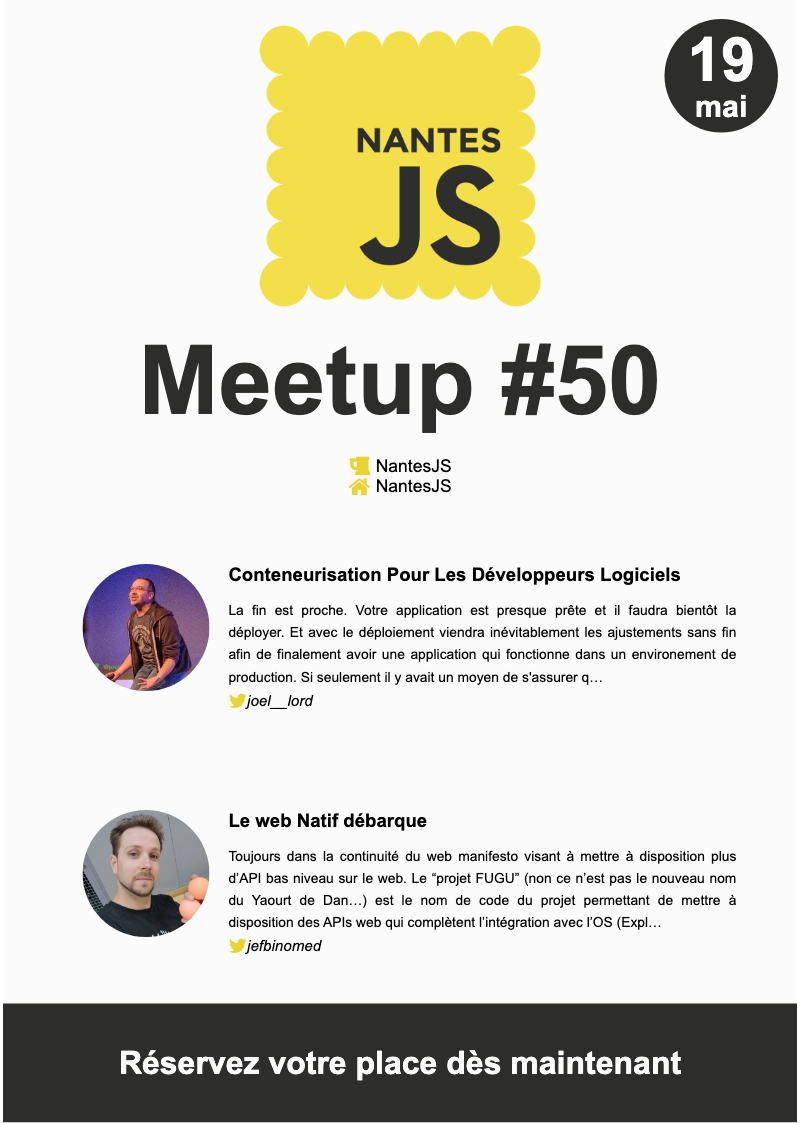 19
mai
NANTES
JS
Meetup #50
NantesJS
NantesJS
Conteneurisation Pour Les Développeurs Logiciels
La fin est proche. Votre application est presque prête et il faudra bientôt la
déployer. Et avec le déploiement viendra inévitablement les ajustements sans fin
afin de finalement avoir une application qui fonctionne dans un environement de
production. Si seulement il y avait un moyen de s'assurer q…
joel__lord
Le web Natif débarque
Toujours dans la continuité du web manifesto visant à mettre à disposition plus
d’API bas niveau sur le web. Le “projet FUGU” (non ce n’est pas le nouveau nom
du Yaourt de Dan…) est le nom de code du projet permettant de mettre à
disposition des APIs web qui complètent l’intégration avec l’OS (Expl…
jefbinomed
Réservez votre place dès maintenant